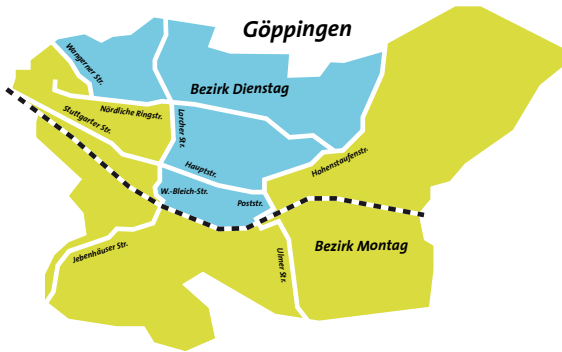 Göppingen
Wangerner Str.
Bezirk Dienstag
Nördliche Ringstr.
Stuttgarter Str.
Lorcher Str.
Hauptstr.
Hohenstaufenstr.
W.-Bleich-Str.
Poststr.
Jebenhäuser Str.
Ulmer Str.
Bezirk Montag